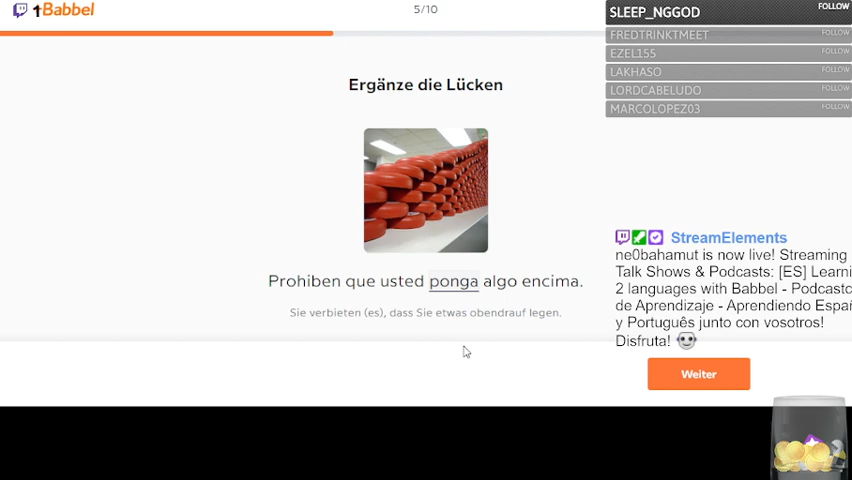 Babbel
5/10
Ergänze die Lücken
Prohiben que usted ponga algo encima.
Sie verbieten (es), dass Sie etwas obendrauf legen.
Weiter
SLEEP_NGGOD FOLLOW
FREDTRINKTMEET FOLLOW
EZEL155 FOLLOW
LAKHASO FOLLOW
LORDCABELUDO FOLLOW
MARCOLOPEZ03 FOLLOW
StreamElements
ne0bahamut is now live! Streaming
Talk Shows & Podcasts: [ES] Learni
2 languages with Babbel - Podcasto
de Aprendizaje - Aprendiendo Espai
y Português junto con vosotros!
Disfruta!